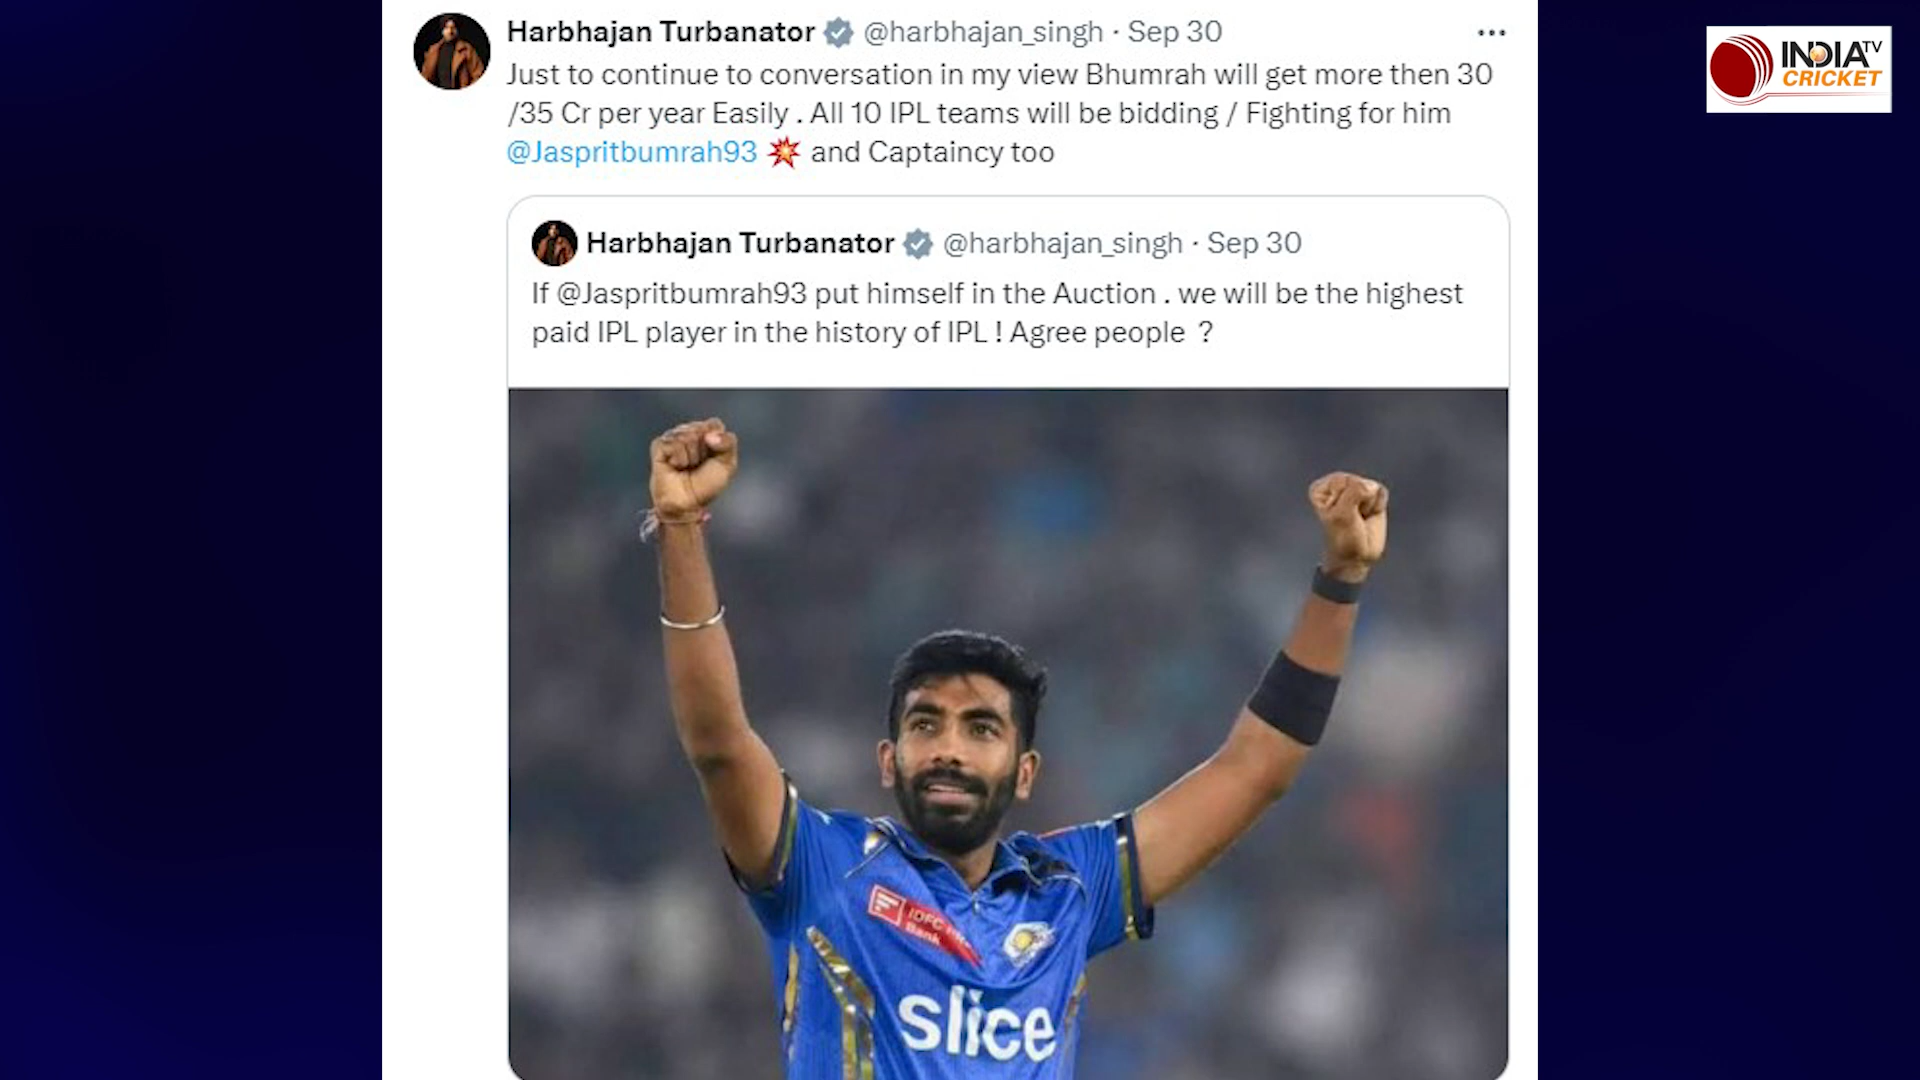 Harbhajan Turbanator @harbhajan_singh · Sep 30
Just to continue to conversation in my view Bhumrah will get more then 30
/35 Cr per year Easily . All 10 IPL teams will be bidding / Fighting for him
@Jaspritbumrah93 💥 and Captaincy too
Harbhajan Turbanator @harbhajan_singh · Sep 30
If @Jaspritbumrah93 put himself in the Auction . we will be the highest
paid IPL player in the history of IPL ! Agree people ?
IDFC
Bank
slice
INDIA TV
CRICKET